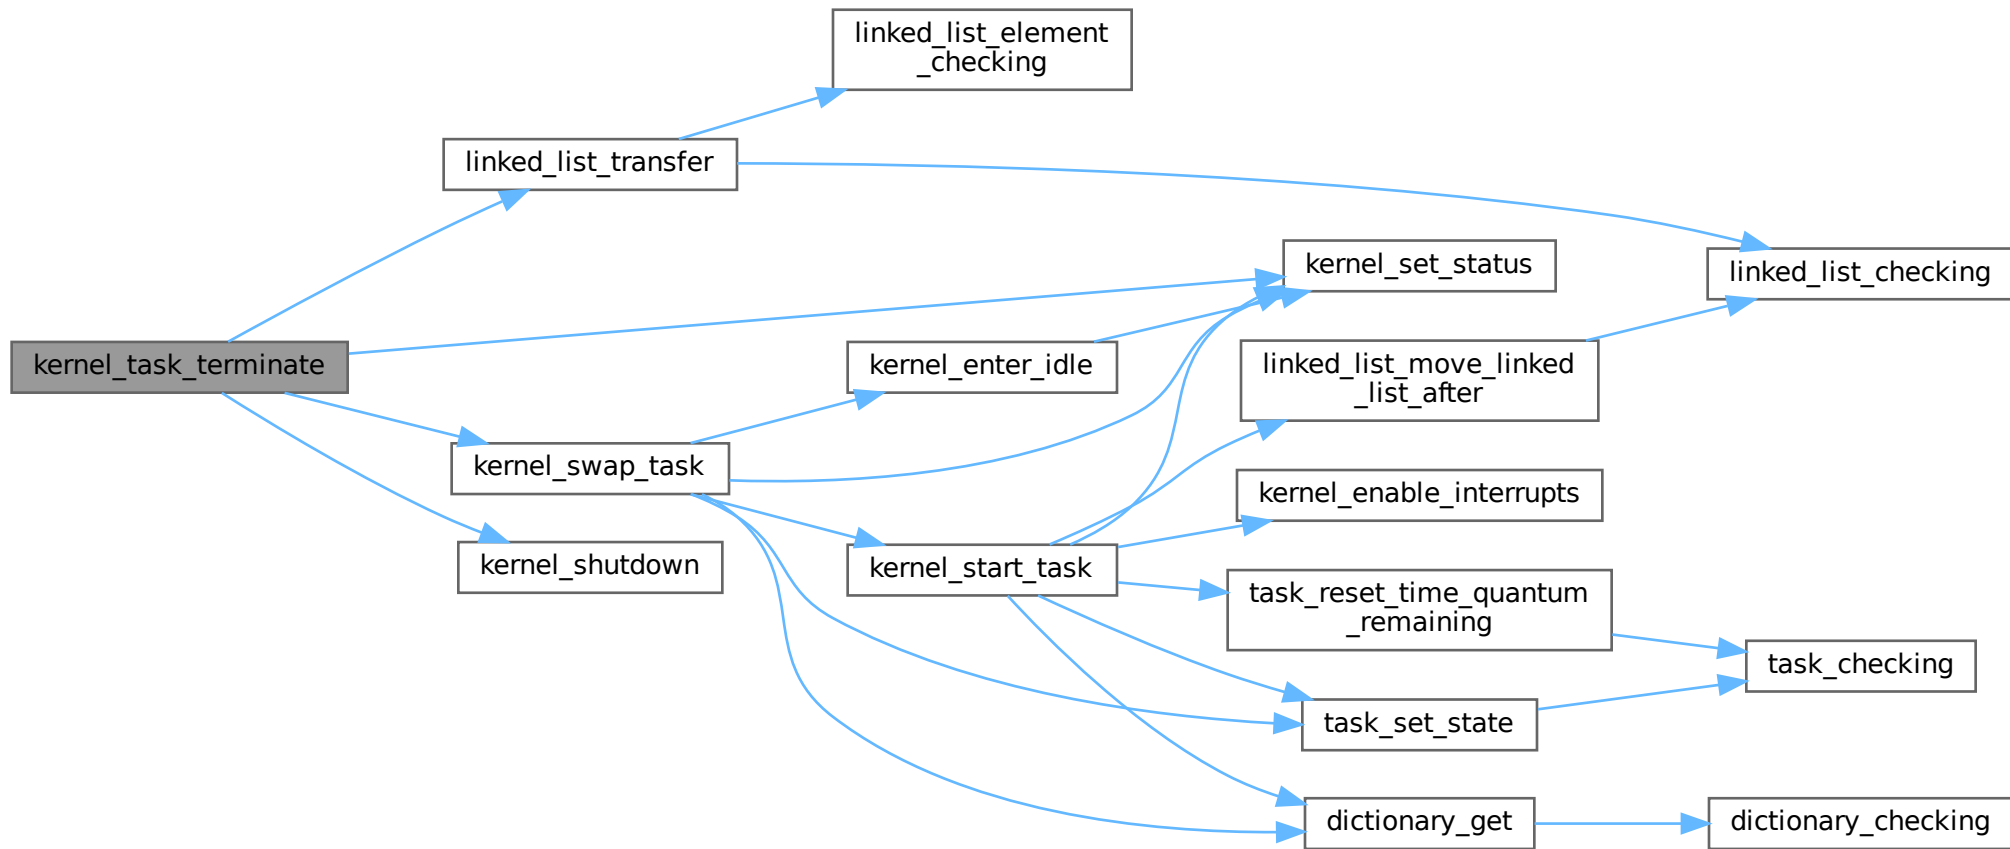 linked_list_element
_checking
linked_list_transfer
kernel_set_status
linked_list_checking
kernel_task_terminate
kernel_enter_idle
linked_list_move_linked
_list_after
kernel_swap_task
kernel_enable_interrupts
kernel_shutdown
kernel_start_task
task_reset_time_quantum
_remaining
task_checking
task_set_state
dictionary_get
dictionary_checking